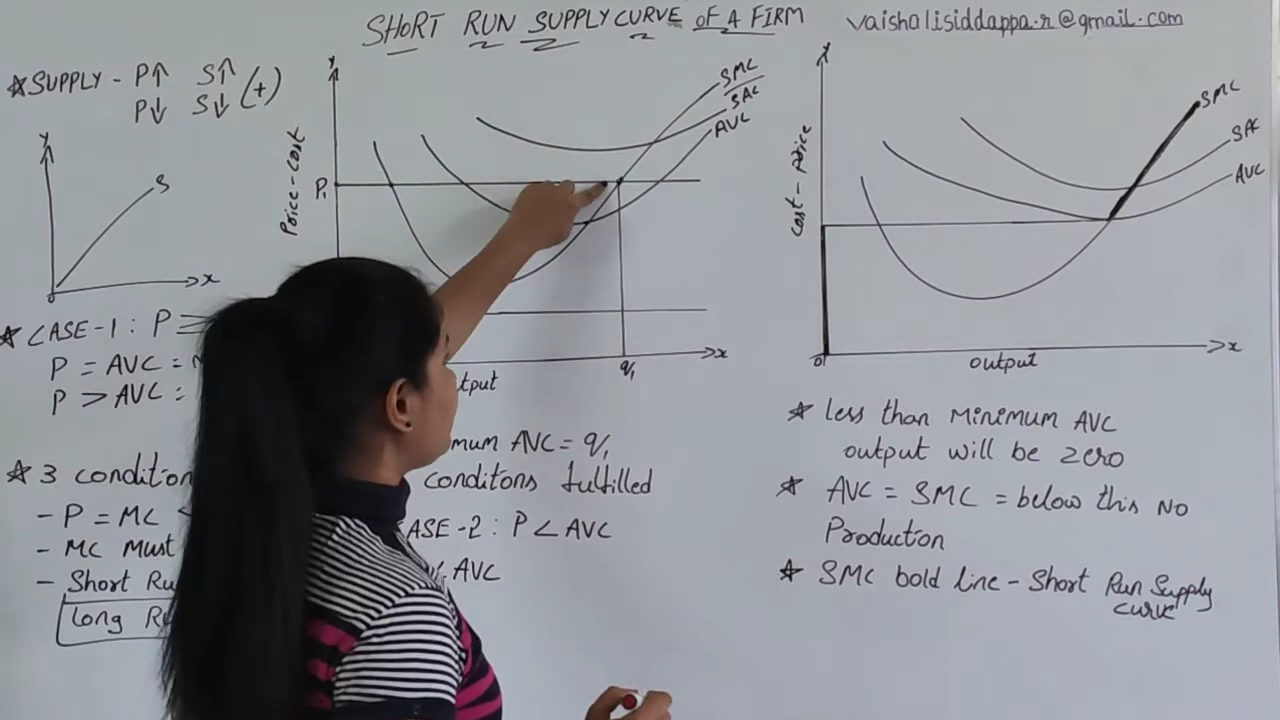 SHORT RUN SUPPLY CURVE OF A FIRM
vaishalisiddappa.r@gmail.com
☆ SUPPLY - P↑ S↑
P↓ S↓ (+)
y
S
0
x
y
Price-Cost
P1
SMC
SAC
AVC
x
q1
y
Cost - Price
SMC
SAC
AVC
0
output
x
☆ CASE-1: P ≥
P = AVC =
P > AVC =
☆ 3 condition
- P = MC
- MC Must
- Short Ru
Long R
AVC = q1
conditons fulfilled
CASE-2: P < AVC
AVC
☆ less than Minimum AVC
output will be zero
☆ AVC = SMC = below this NO
Production
☆ SMC bold line - Short Run Supply
curve